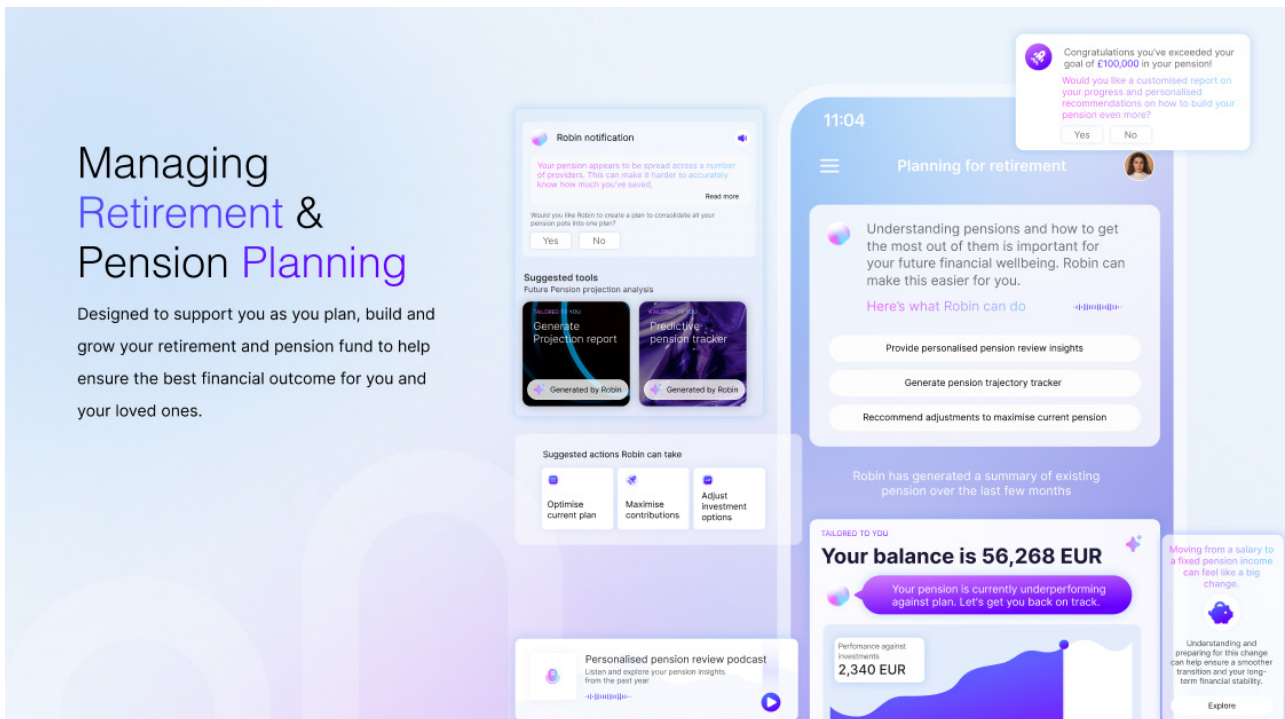 Managing
Retirement &
Pension Planning
Designed to support you as you plan, build and
grow your retirement and pension fund to help
ensure the best financial outcome for you and
your loved ones.
Robin notification
Your pension appears to be spread across a number
of providers. This can make it harder to accurately
know how much you've saved,
Read more
Would you like Robin to create a plan to consolidate all your
pension pots into one plan?
Yes
No
Suggested tools
Future Pension projection analysis
TAILORED TO YOU
Generate
Projection report
Generated by Robin
TAILORED TO YOU
Predictive
pension tracker
Generated by Robin
Suggested actions Robin can take
Optimise
current plan
Maximise
contributions
Adjust
investment
options
Personalised pension review podcast
Listen and explore your pension insights
from the past year
11:04
Planning for retirement
Understanding pensions and how to get
the most out of them is important for
your future financial wellbeing. Robin can
make this easier for you.
Here's what Robin can do
Provide personalised pension review insights
Generate pension trajectory tracker
Reccommend adjustments to maximise current pension
Robin has generated a summary of existing
pension over the last few months
TAILORED TO YOU
Your balance is 56,268 EUR
Your pension is currently underperforming
against plan. Let's get you back on track.
Perfomance against
investments
2,340 EUR
Congratulations you've exceeded your
goal of £100,000 in your pension!
Would you like a customised report on
your progress and personalised
recommendations on how to build your
pension even more?
Yes
No
Moving from a salary to
a fixed pension income
can feel like a big
change.
Understanding and
preparing for this change
can help ensure a smoother
transition and your long-
term financial stability.
Explore